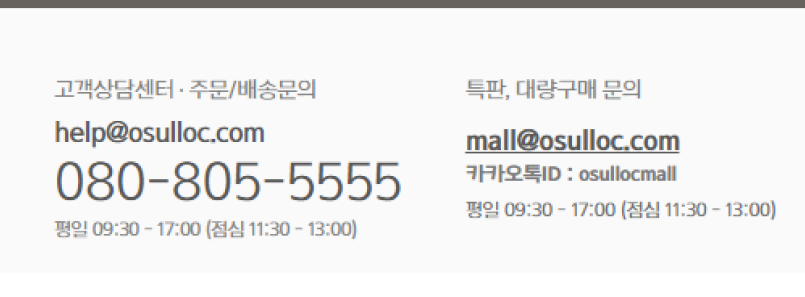 고객상담센터 · 주문/배송문의
help@osulloc.com
080-805-5555
평일 09:30 - 17:00 (점심 11:30 - 13:00)
특판, 대량구매 문의
mall@osulloc.com
카카오톡ID : osullocmall
평일 09:30 - 17:00 (점심 11:30 - 13:00)